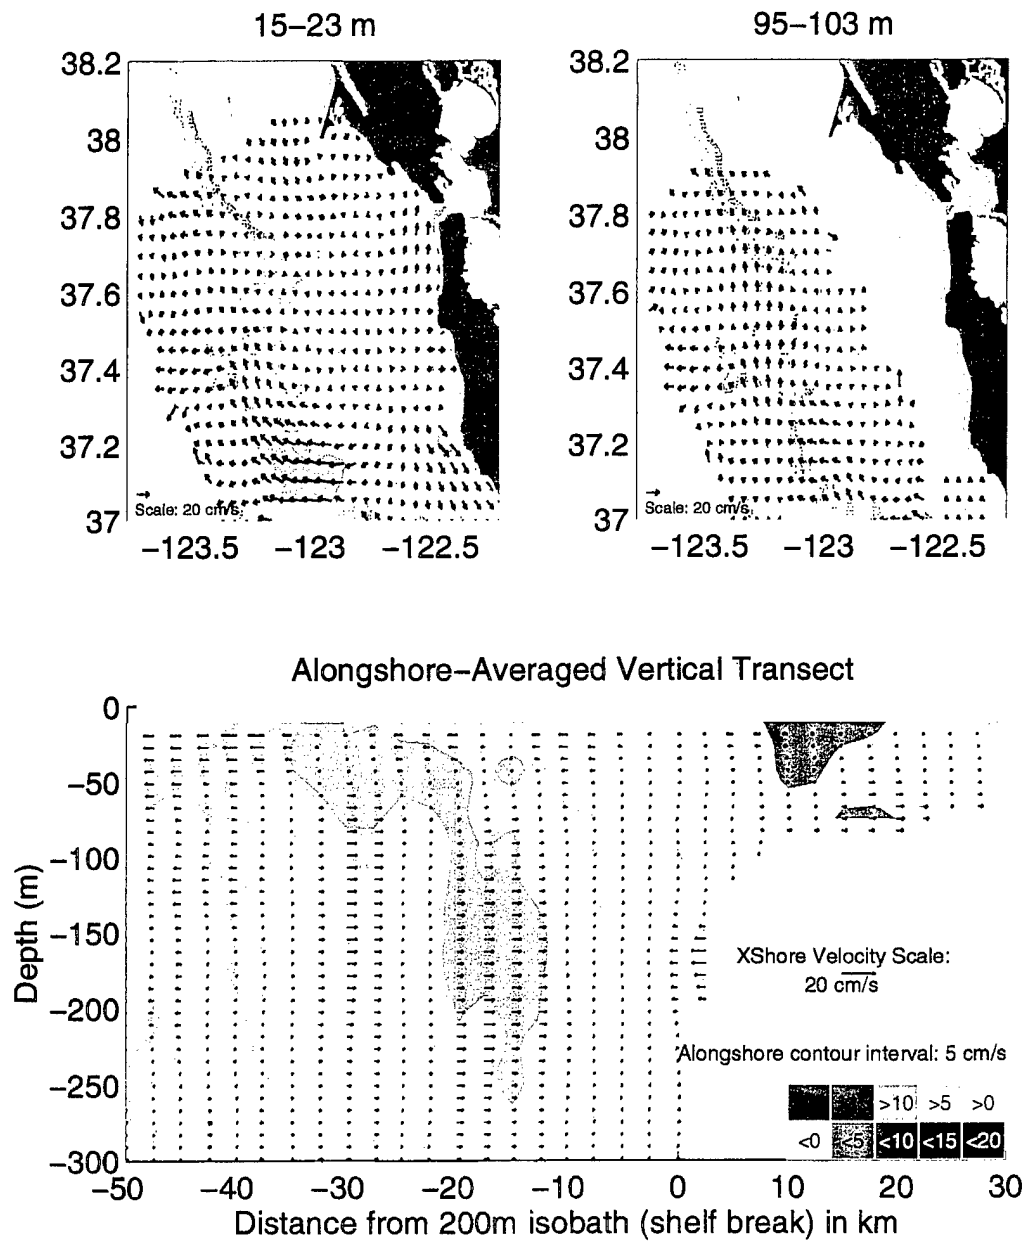 15–23 m
95–103 m
38.2
38
37.8
37.6
37.4
37.2
37
−123.5 −123 −122.5
Scale: 20 cm/s
38.2
38
37.8
37.6
37.4
37.2
37
−123.5 −123 −122.5
Scale: 20 cm/s
Alongshore−Averaged Vertical Transect
0
−50
−100
−150
−200
−250
−300
Depth (m)
XShore Velocity Scale:
20 cm/s
Alongshore contour interval: 5 cm/s
>10 >5 >0
<0 <5 <10 <15 <20
−50 −40 −30 −20 −10 0 10 20 30
Distance from 200m isobath (shelf break) in km